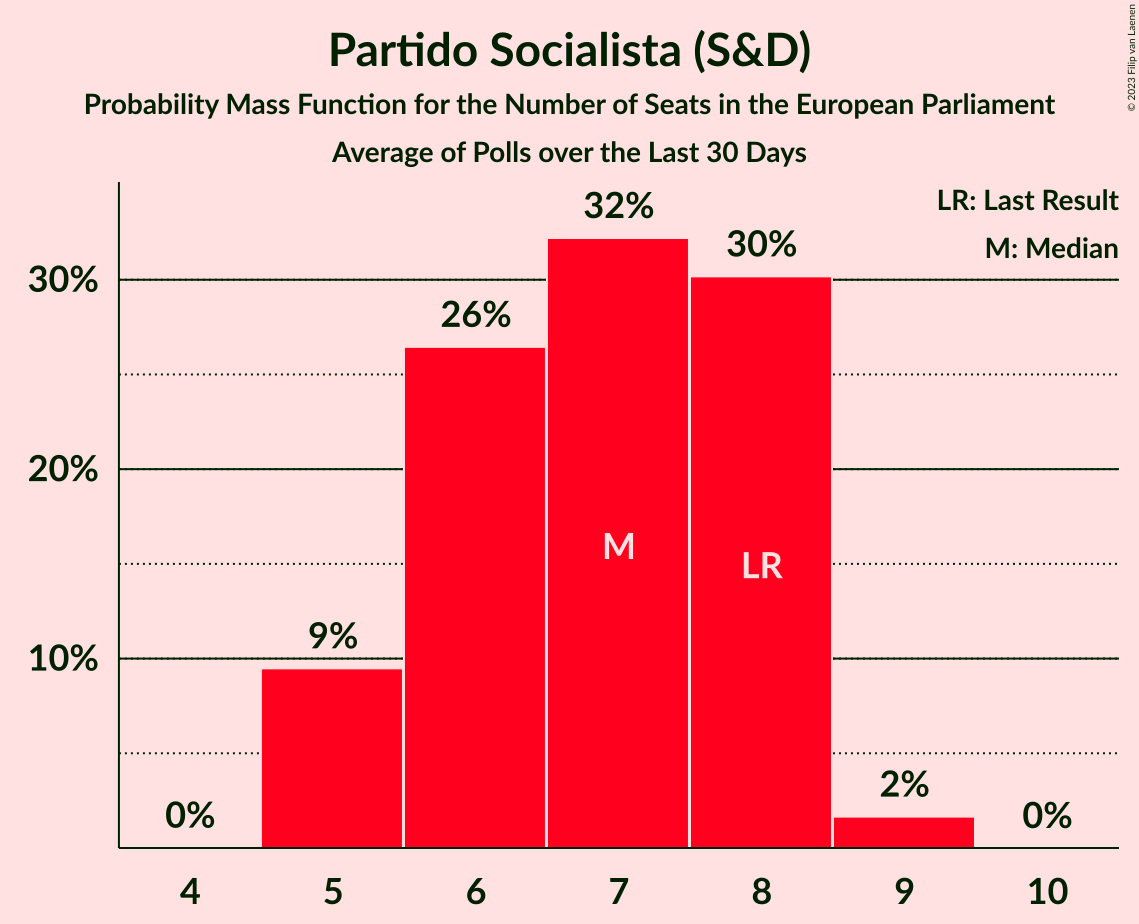 Partido Socialista (S&D)
Probability Mass Function for the Number of Seats in the European Parliament
Average of Polls over the Last 30 Days
© 2023 Filip van Laenen
LR: Last Result
M: Median
32%
30%
30%
26%
20%
M
LR
9%
10%
2%
0%
0%
4 5 6 7 8 9 10